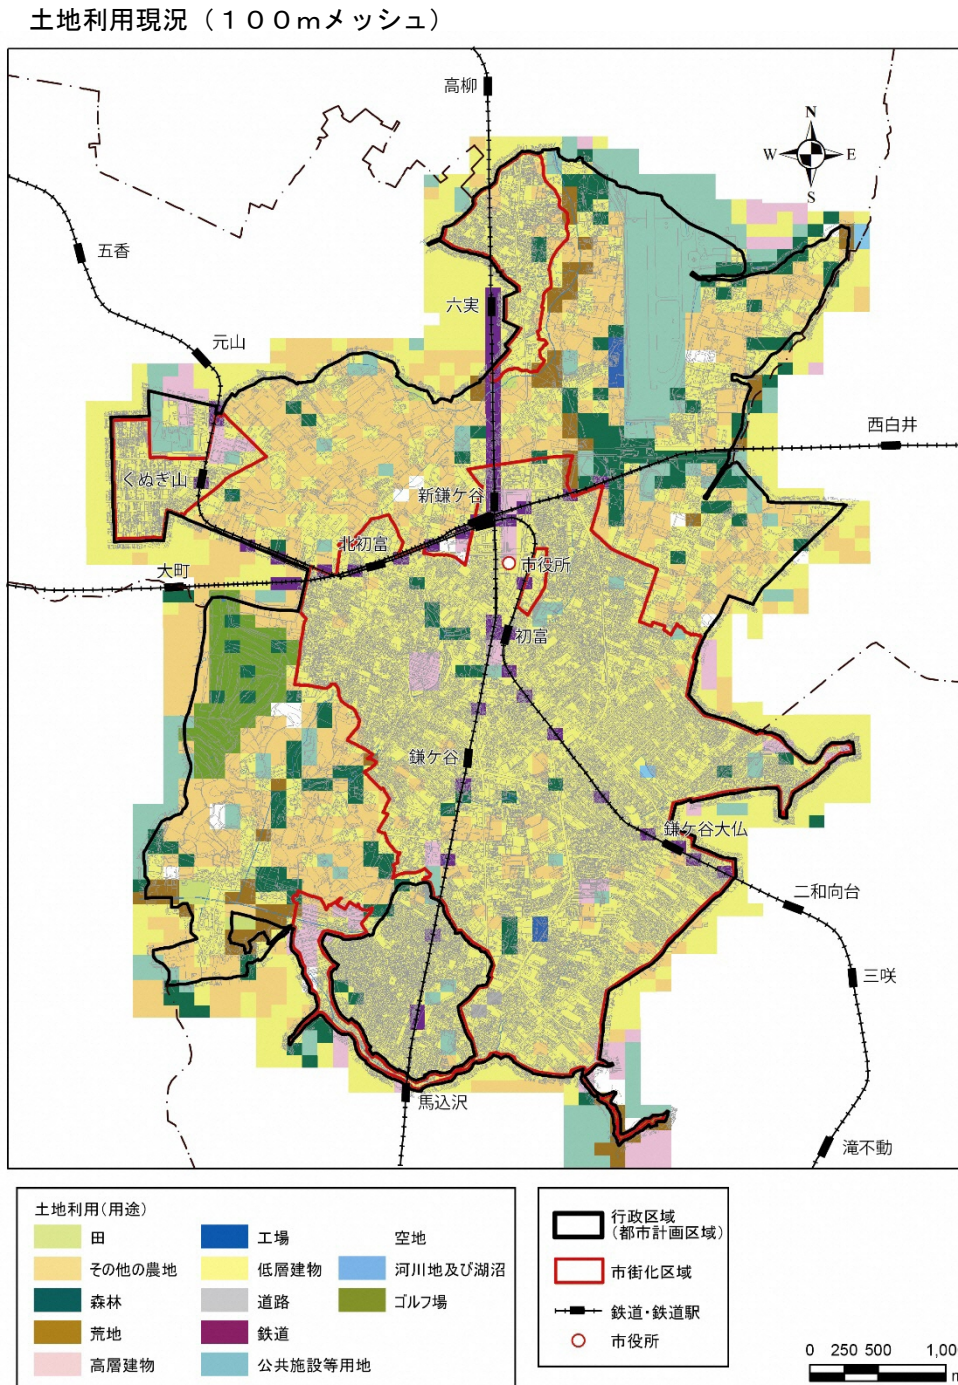 土地利用現況（１００ｍメッシュ）
高柳
N
W
E
S
五香
六実
元山
西白井
くぬぎ山
新鎌ケ谷
北初富
市役所
大町
初富
鎌ケ谷
鎌ケ谷大仏
二和向台
三咲
馬込沢
滝不動
土地利用(用途)
田
工場
空地
その他の農地
低層建物
河川地及び湖沼
森林
道路
ゴルフ場
荒地
鉄道
高層建物
公共施設等用地
行政区域
(都市計画区域)
市街化区域
鉄道・鉄道駅
市役所
0 250 500